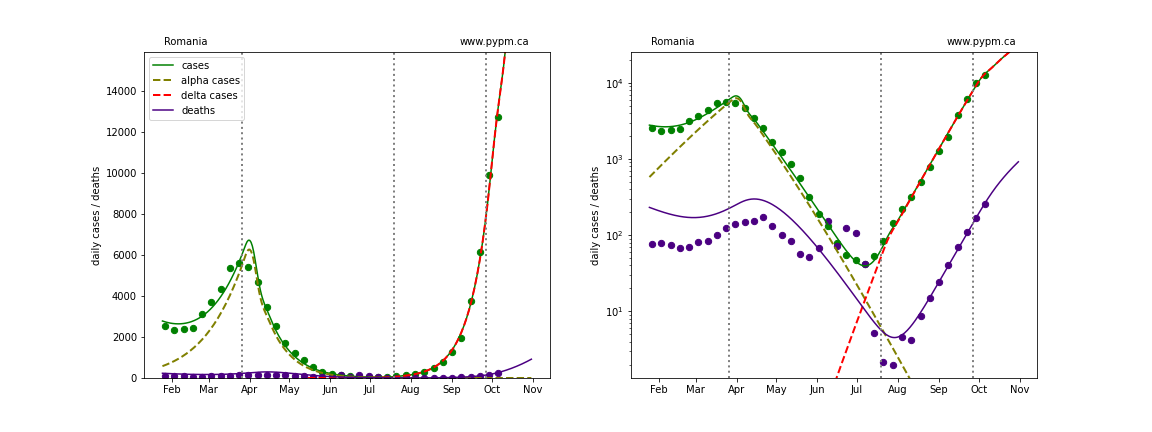 Romania www.pypm.ca
cases
alpha cases
delta cases
deaths
daily cases / deaths
14000
12000
10000
8000
6000
4000
2000
0
Feb Mar Apr May Jun Jul Aug Sep Oct Nov
Romania www.pypm.ca
daily cases / deaths
10⁴
10³
10²
10¹
Feb Mar Apr May Jun Jul Aug Sep Oct Nov